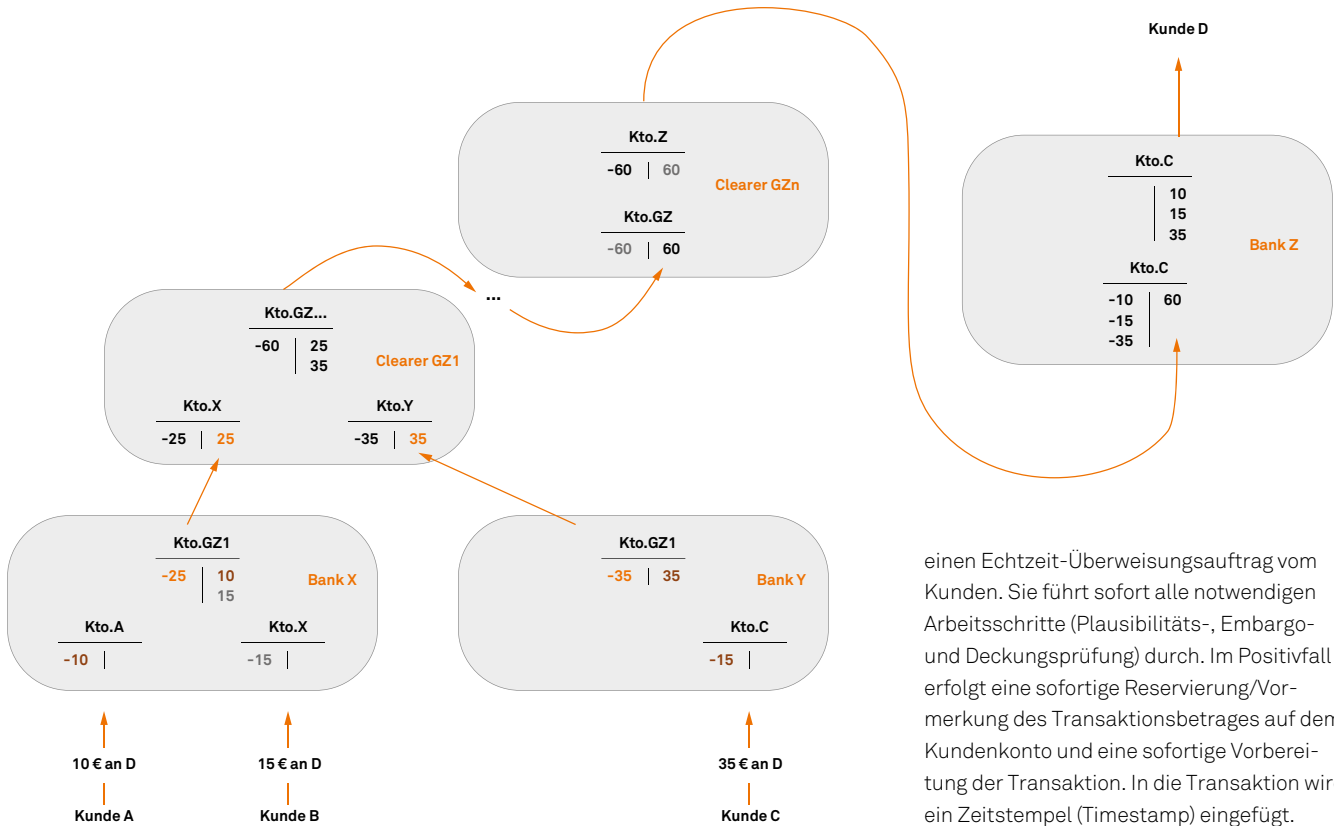 Kunde D
Kto.Z
-60 | 60
Clearer GZn
Kto.GZ
-60 | 60
Kto.C
10
15
35
Bank Z
Kto.C
-10 | 60
-15
-35
...
Kto.GZ...
-60 | 25
35
Clearer GZ1
Kto.X
-25 | 25
Kto.Y
-35 | 35
Kto.GZ1
-25 | 10
15
Bank X
Kto.A
-10 |
Kto.X
-15 |
Kto.GZ1
-35 | 35
Bank Y
Kto.C
-15 |
10 € an D
15 € an D
35 € an D
Kunde A
Kunde B
Kunde C
einen Echtzeit-Überweisungsauftrag vom
Kunden. Sie führt sofort alle notwendigen
Arbeitsschritte (Plausibilitäts-, Embargo-
und Deckungsprüfung) durch. Im Positivfall
erfolgt eine sofortige Reservierung/Vor-
merkung des Transaktionsbetrages auf dem
Kundenkonto und eine sofortige Vorberei-
tung der Transaktion. In die Transaktion wir
ein Zeitstempel (Timestamp) eingefügt.